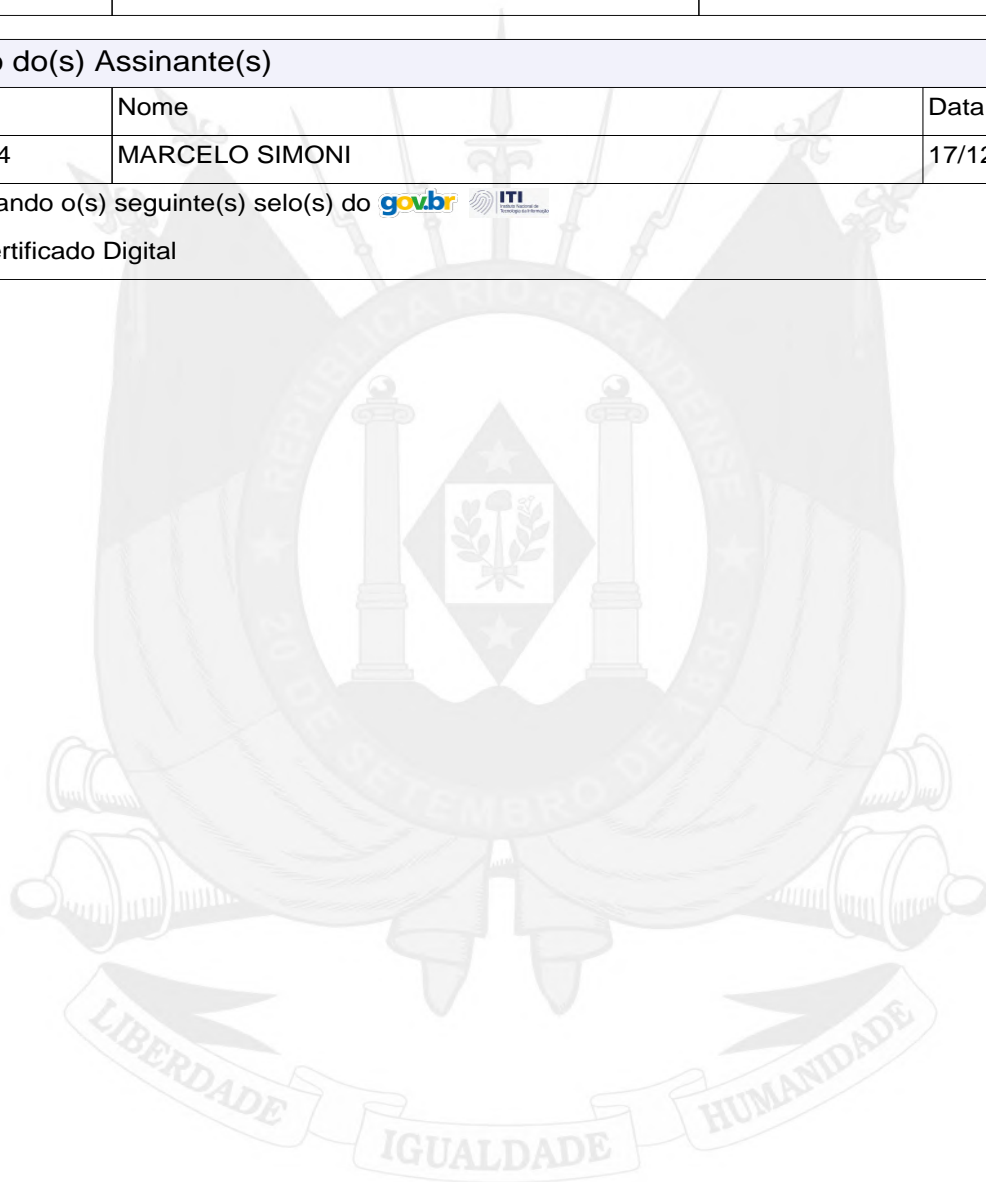 o do(s) Assinante(s)
Nome
Data
4
MARCELO SIMONI
17/12
ando o(s) seguinte(s) selo(s) do gov.br ITI
ertificado Digital
REPUBLICA RIO-GRANDENSE
20 DE SETEMBRO DE 1835
LIBERDADE
IGUALDADE
HUMANIDADE